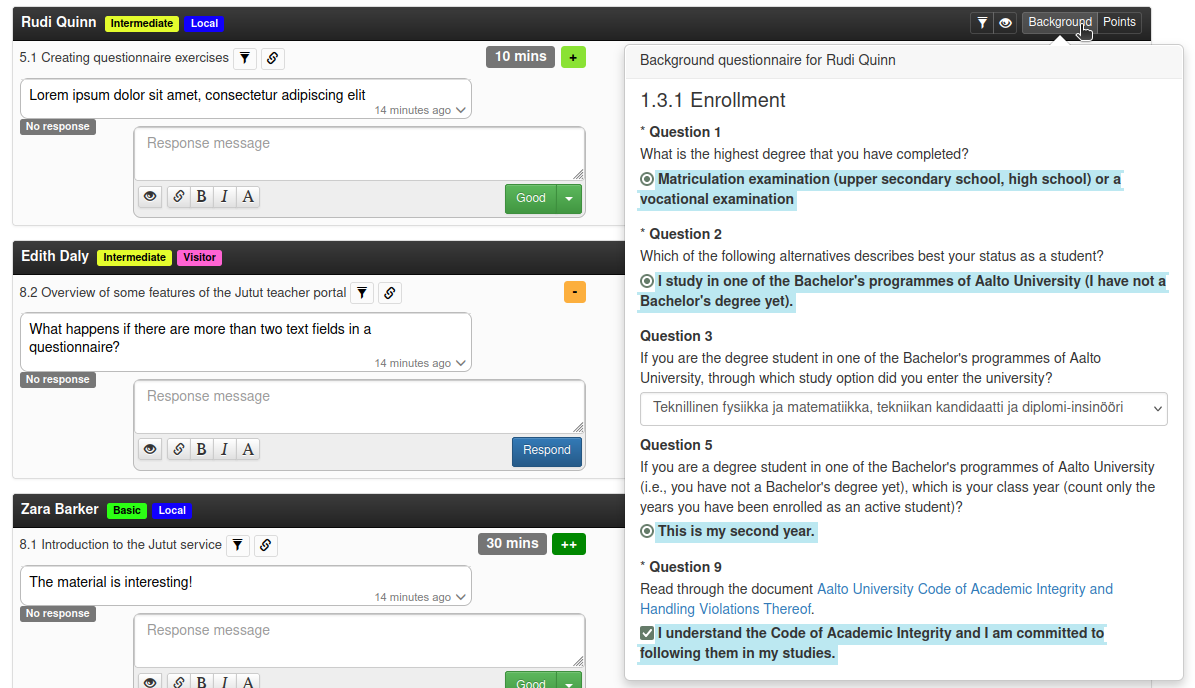 Rudi Quinn Intermediate Local Background Points
5.1 Creating questionnaire exercises 10 mins +
Lorem ipsum dolor sit amet, consectetur adipiscing elit
14 minutes ago
No response
Response message
B I A Good
Edith Daly Intermediate Visitor
8.2 Overview of some features of the Jutut teacher portal -
What happens if there are more than two text fields in a
questionnaire?
14 minutes ago
No response
Response message
B I A Respond
Zara Barker Basic Local
8.1 Introduction to the Jutut service 30 mins ++
The material is interesting!
14 minutes ago
No response
Response message
B I A Good
Background questionnaire for Rudi Quinn
1.3.1 Enrollment
* Question 1
What is the highest degree that you have completed?
Matriculation examination (upper secondary school, high school) or a
vocational examination
* Question 2
Which of the following alternatives describes best your status as a student?
I study in one of the Bachelor's programmes of Aalto University (I have not a
Bachelor's degree yet).
Question 3
If you are the degree student in one of the Bachelor's programmes of Aalto
University, through which study option did you enter the university?
Teknillinen fysiikka ja matematiikka, tekniikan kandidaatti ja diplomi-insinööri
Question 5
If you are a degree student in one of the Bachelor's programmes of Aalto University
(i.e., you have not a Bachelor's degree yet), which is your class year (count only the
years you have been enrolled as an active student)?
This is my second year.
* Question 9
Read through the document Aalto University Code of Academic Integrity and
Handling Violations Thereof.
I understand the Code of Academic Integrity and I am committed to
following them in my studies.